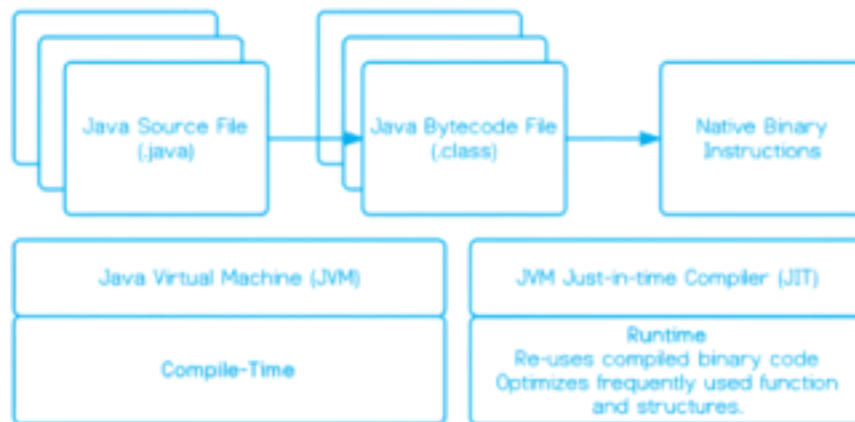 Java Source File
(.java)
Java Bytecode File
(.class)
Native Binary
Instructions
Java Virtual Machine (JVM)
JVM Just-in-time Compiler (JIT)
Compile-Time
Runtime
Re-uses compiled binary code
Optimizes frequently used function
and structures.